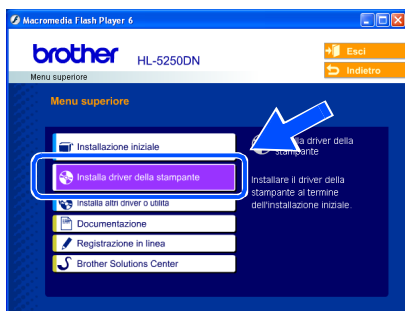 Macromedia Flash Player 6
brother
HL-5250DN
Esci
Indietro
Menu superiore
Menu superiore
Installazione iniziale
Installa driver della stampante
Installa altri driver o utilità
Documentazione
Registrazione in linea
Brother Solutions Center
driver della
stampante
Installare il driver della
stampante al termine
dell'installazione iniziale.